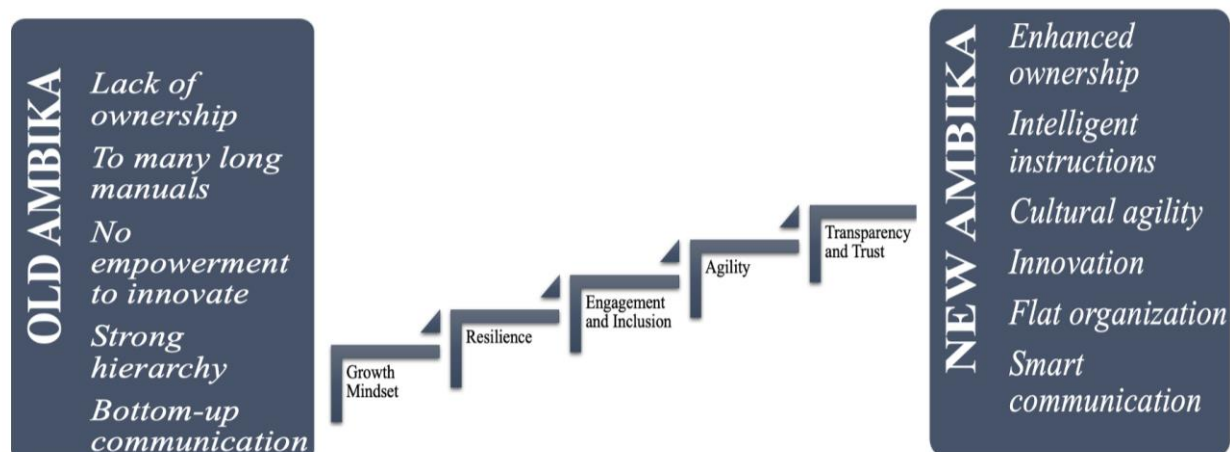 OLD AMBIKA
Lack of
ownership
To many long
manuals
No
empowerment
to innovate
Strong
hierarchy
Bottom-up
communication
Growth
Mindset
Resilience
Engagement
and Inclusion
Agility
Transparency
and Trust
NEW AMBIKA
Enhanced
ownership
Intelligent
instructions
Cultural agility
Innovation
Flat organization
Smart
communication